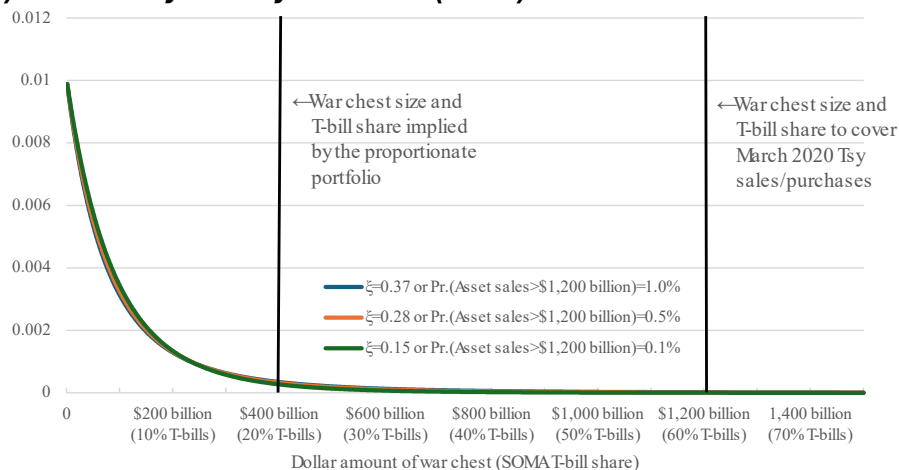 0.012
0.01
0.008
0.006
0.004
0.002
0
←War chest size and
T-bill share implied
by the proportionate
portfolio
←War chest size and
T-bill share to cover
March 2020 Tsy
sales/purchases
ξ=0.37 or Pr.(Asset sales>$1,200 billion)=1.0%
ξ=0.28 or Pr.(Asset sales>$1,200 billion)=0.5%
ξ=0.15 or Pr.(Asset sales>$1,200 billion)=0.1%
0 $200 billion $400 billion $600 billion $800 billion $1,000 billion $1,200 billion 1,400 billion
(10% T-bills) (20% T-bills) (30% T-bills) (40% T-bills) (50% T-bills) (60% T-bills) (70% T-bills)
Dollar amount of war chest (SOMA T-bill share)